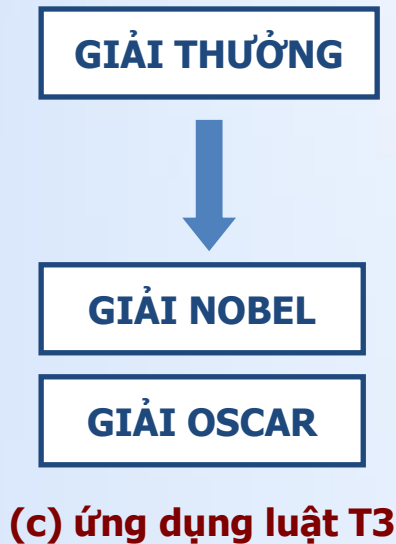 GIẢI THƯỞNG
GIẢI NOBEL
GIẢI OSCAR
(c) ứng dụng luật T3